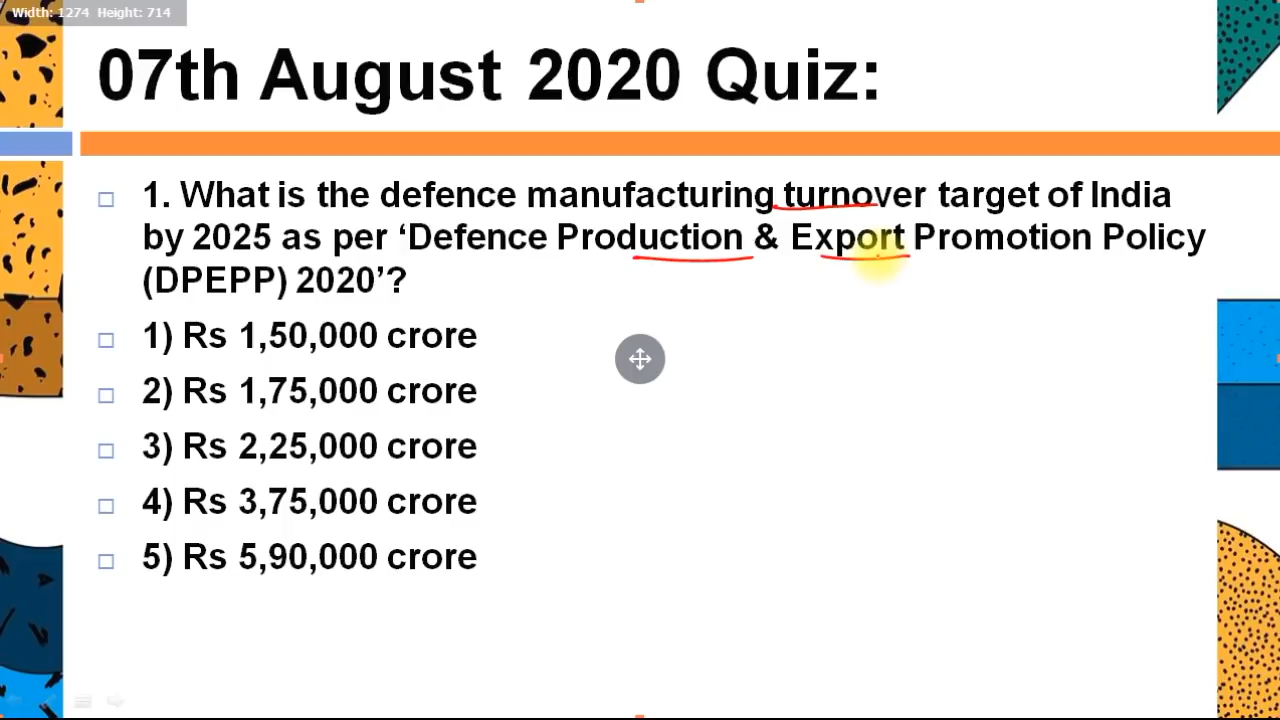 Width: 1274 Height: 714
07th August 2020 Quiz:
1. What is the defence manufacturing turnover target of India
by 2025 as per ‘Defence Production & Export Promotion Policy
(DPEPP) 2020’?
1) Rs 1,50,000 crore
2) Rs 1,75,000 crore
3) Rs 2,25,000 crore
4) Rs 3,75,000 crore
5) Rs 5,90,000 crore